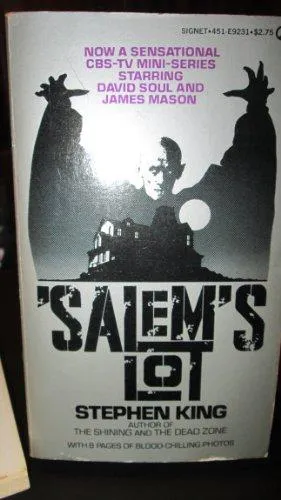 SIGNET•451-E9231•$2.75
NOW A SENSATIONAL
CBS-TV MINI-SERIES
STARRING
DAVID SOUL AND
JAMES MASON
'SALEM'S
LOT
STEPHEN KING
AUTHOR OF
THE SHINING AND THE DEAD ZONE
WITH 8 PAGES OF BLOOD-CHILLING PHOTOS